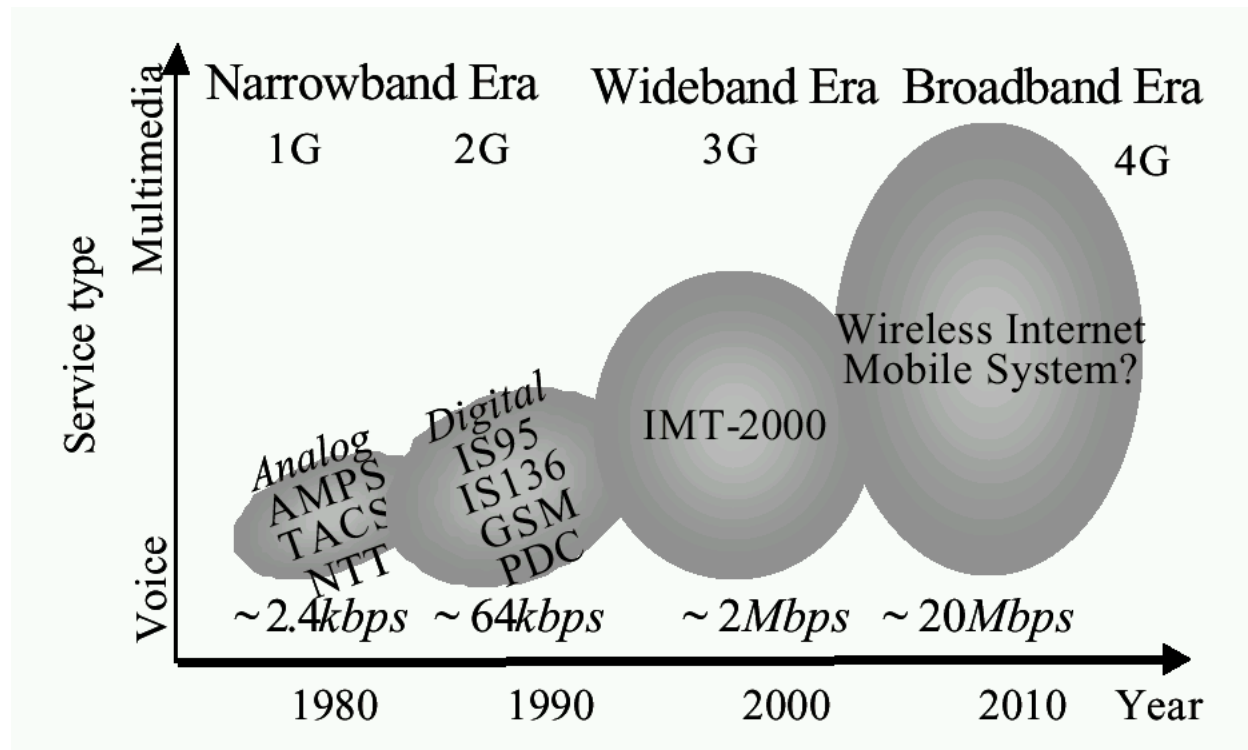 Narrowband Era Wideband Era Broadband Era
1G 2G 3G 4G
Multimedia
Service type
Voice
Analog
AMPS
TACS
NTT
Digital
IS95
IS136
GSM
PDC
IMT-2000
Wireless Internet
Mobile System?
~2.4kbps ~64kbps ~2Mbps ~20Mbps
1980 1990 2000 2010 Year